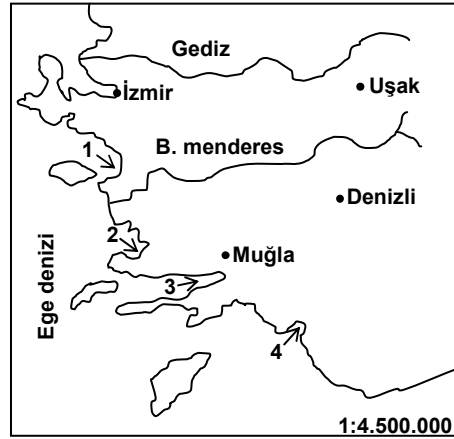 Gediz
İzmir
Uşak
1
B. menderes
Denizli
2
Muğla
3
Ege denizi
4
1:4.500.000